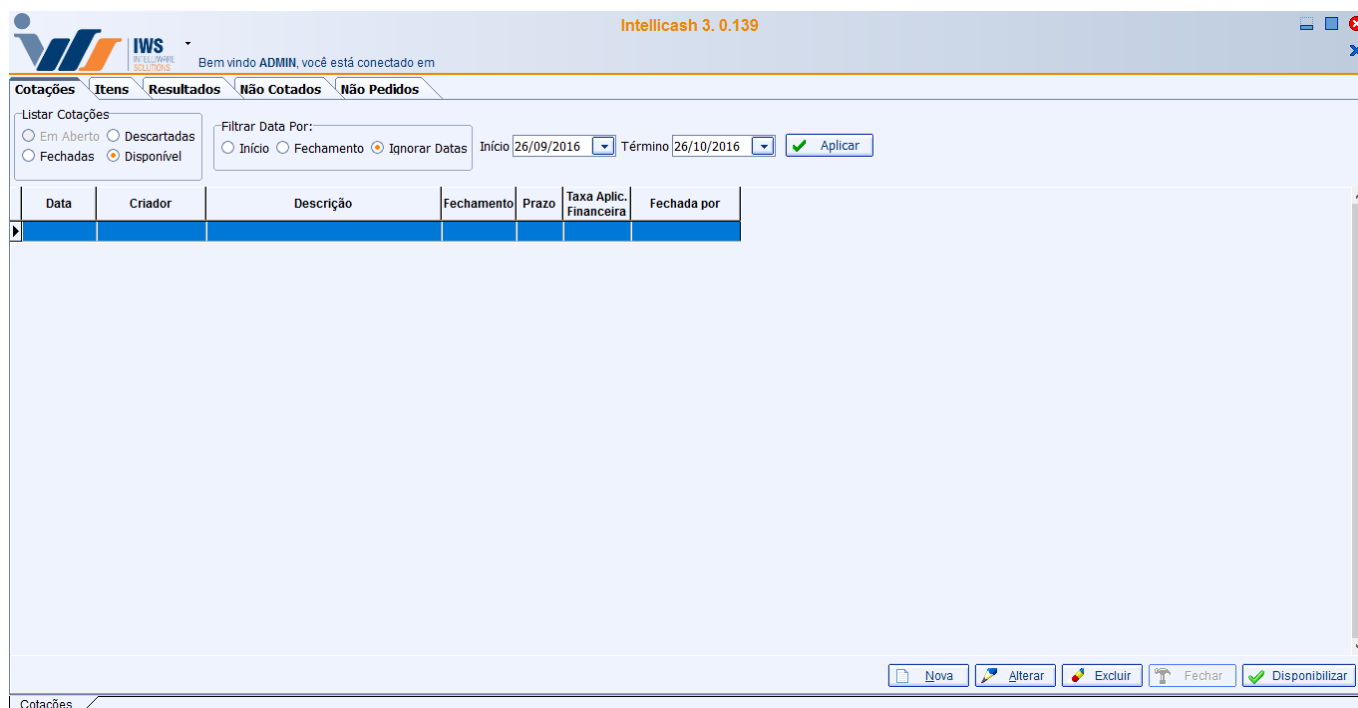 Intellicash 3. 0.139
IWS
INTELLIWARE
SOLUTIONS
Bem vindo ADMIN, você está conectado em
Cotações Itens Resultados Não Cotados Não Pedidos
Listar Cotações
Em Aberto Descartadas
Fechadas Disponível
Filtrar Data Por:
Início Fechamento Ignorar Datas
Início 26/09/2016 Término 26/10/2016 Aplicar
Data Criador Descrição Fechamento Prazo Taxa Aplic. Financeira Fechada por
Nova Alterar Excluir Fechar Disponibilizar
Cotações